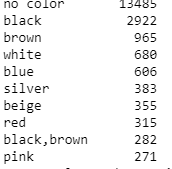 no color 13485
black 2922
brown 965
white 680
blue 606
silver 383
beige 355
red 315
black,brown 282
pink 271